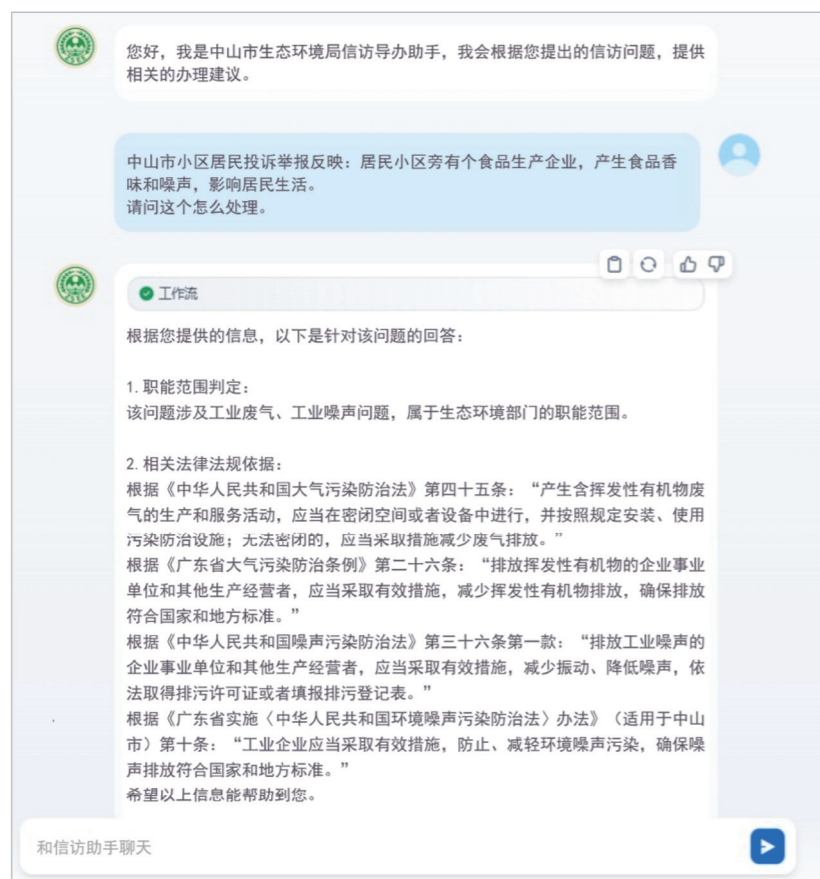 您好，我是中山市生态环境局信访导办助手，我会根据您提出的信访问题，提供
相关的办理建议。
中山市小区居民投诉举报反映：居民小区旁有个食品生产企业，产生食品香
味和噪声，影响居民生活。
请问这个怎么处理。
工作流
根据您提供的信息，以下是针对该问题的回答：
1. 职能范围判定：
该问题涉及工业废气、工业噪声问题，属于生态环境部门的职能范围。
2. 相关法律法规依据：
根据《中华人民共和国大气污染防治法》第四十五条：“产生含挥发性有机物废
气的生产和服务活动，应当在密闭空间或者设备中进行，并按照规定安装、使用
污染防治设施；无法密闭的，应当采取措施减少废气排放。”
根据《广东省大气污染防治条例》第二十六条：“排放挥发性有机物的企业事业
单位和其他生产经营者，应当采取有效措施，减少挥发性有机物排放，确保排放
符合国家和地方标准。”
根据《中华人民共和国噪声污染防治法》第三十六条第一款：“排放工业噪声的
企业事业单位和其他生产经营者，应当采取有效措施，减少振动、降低噪声，依
法取得排污许可证或者填报排污登记表。”
根据《广东省实施〈中华人民共和国环境噪声污染防治法〉办法》（适用于中山
市）第十条：“工业企业应当采取有效措施，防止、减轻环境噪声污染，确保噪
声排放符合国家和地方标准。”
希望以上信息能帮助到您。
和信访助手聊天